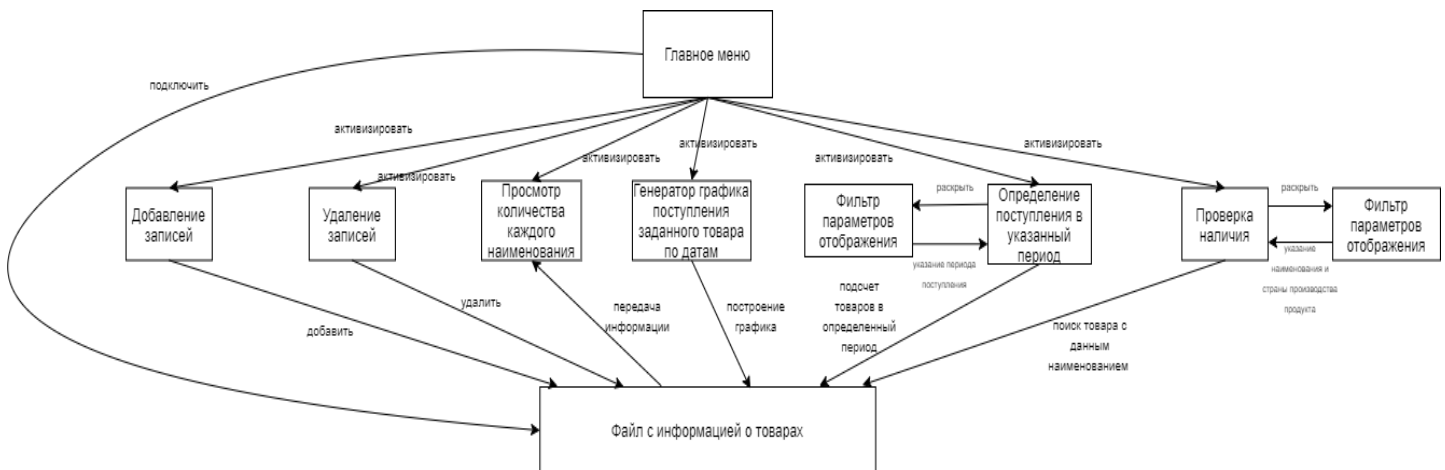 Главное меню
подключить
активизировать
активизировать
активизировать
активизировать
активизировать
активизировать
Добавление
записей
Удаление
записей
Просмотр
количества
каждого
наименования
Генератор графика
поступления
заданного товара
по датам
Фильтр
параметров
отображения
раскрыть
указание периода
поступления
Определение
поступления в
указанный
период
Проверка
наличия
раскрыть
указание
наименования и
страны производства
продукта
Фильтр
параметров
отображения
добавить
удалить
передача
информации
построение
графика
подсчет
товаров в
определенный
период
поиск товара с
данным
наименованием
Файл с информацией о товарах